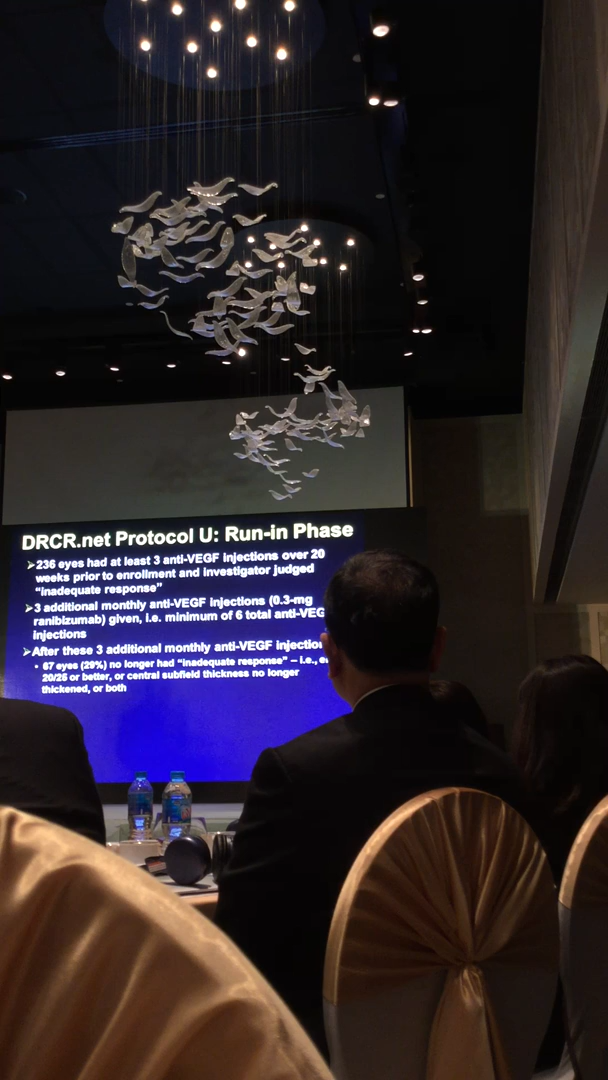 DRCR.net Protocol U: Run-in Phase
➢236 eyes had at least 3 anti-VEGF injections over 20
weeks prior to enrollment and investigator judged
“inadequate response”
➢3 additional monthly anti-VEGF injections (0.3-mg
ranibizumab) given, i.e. minimum of 6 total anti-VEG
injections
➢After these 3 additional monthly anti-VEGF
• 67 eyes (29%) no longer had “inadequate response” – i.e.,
20/25 or better, or central subfield thickness no longer
thickened, or both